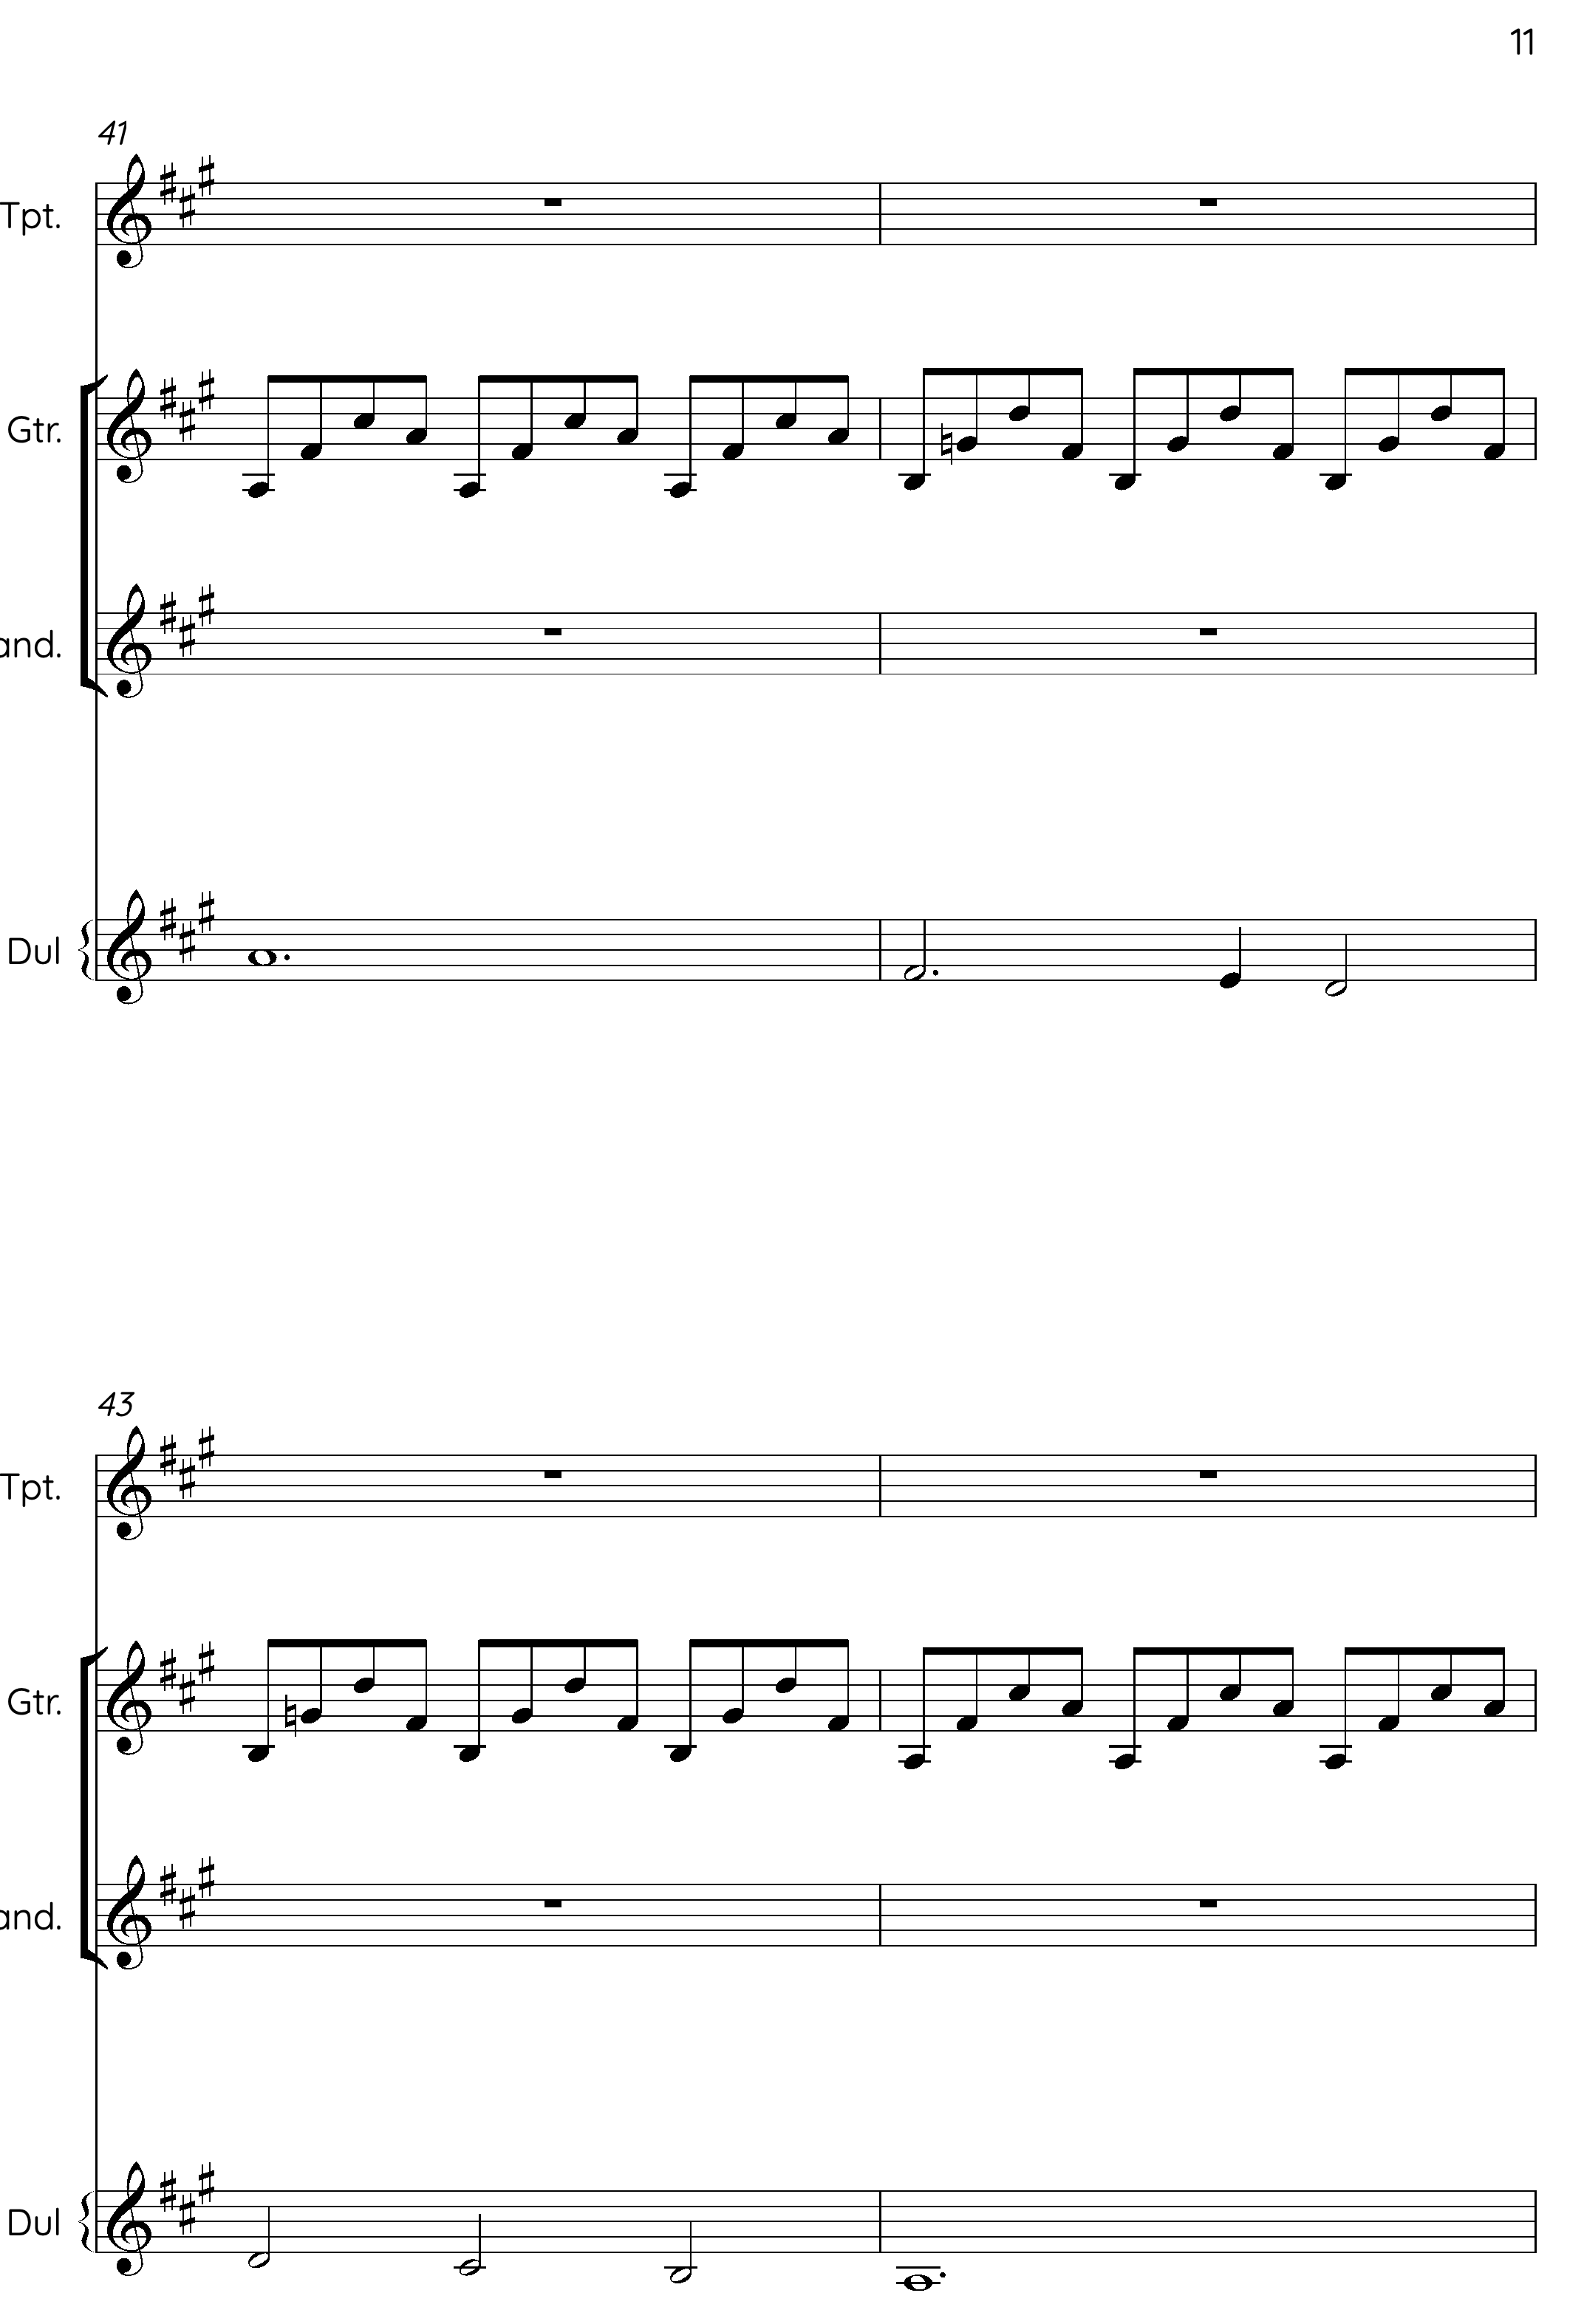 11
41
Tpt.
Gtr.
and.
Dul
43
Tpt.
Gtr.
and.
Dul